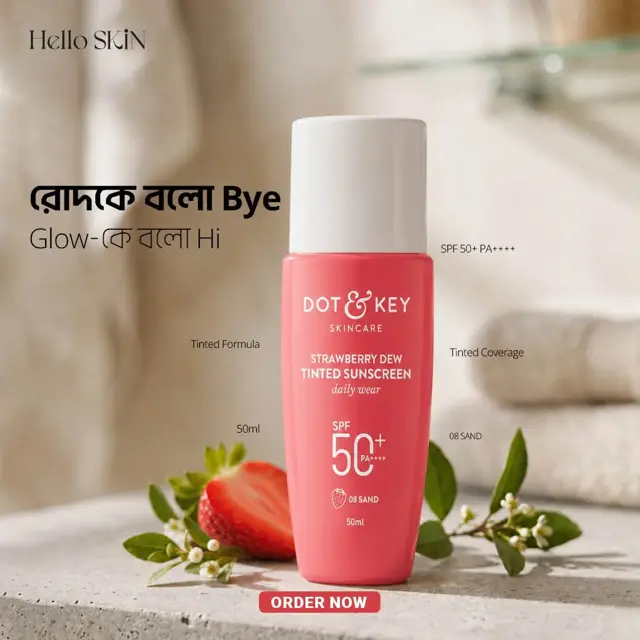 Hello SKiN
রোদকে বলো Bye
Glow-কে বলো Hi
SPF 50+ PA++++
Tinted Formula
Tinted Coverage
50ml
08 SAND
DOT & KEY
SKINCARE
STRAWBERRY DEW
TINTED SUNSCREEN
daily wear
SPF
50+
PA++++
08 SAND
50ml
ORDER NOW